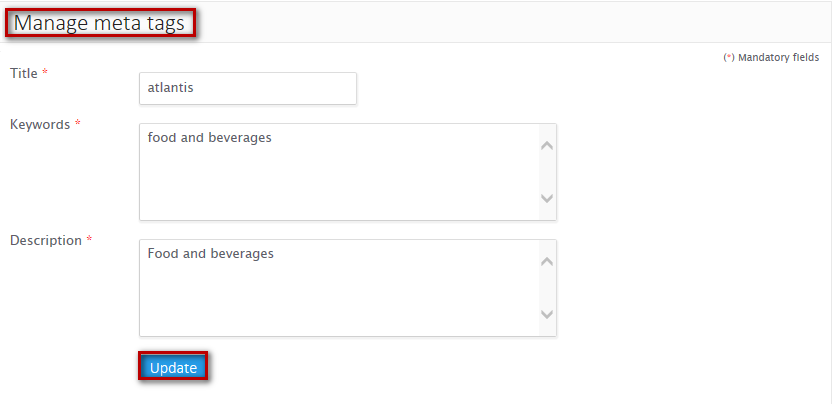 Manage meta tags
(*) Mandatory fields
Title *
atlantis
Keywords *
food and beverages
Description *
Food and beverages
Update